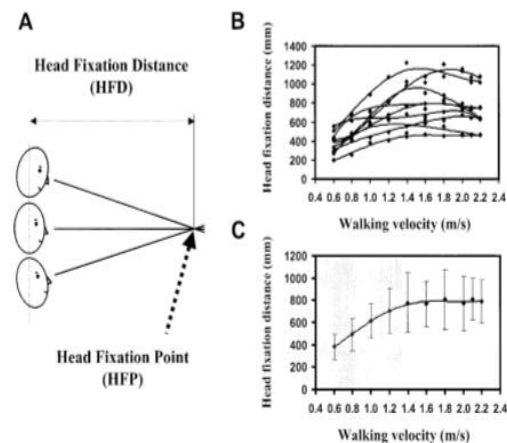 A
Head Fixation Distance
(HFD)
Head Fixation Point
(HFP)
B
Head fixation distance (mm)
1400
1200
1000
800
600
400
200
0
0.4 0.6 0.8 1.0 1.2 1.4 1.6 1.8 2.0 2.2 2.4
Walking velocity (m/s)
C
Head fixation distance (mm)
1200
1000
800
600
400
200
0
0.4 0.6 0.8 1.0 1.2 1.4 1.6 1.8 2.0 2.2 2.4
Walking velocity (m/s)